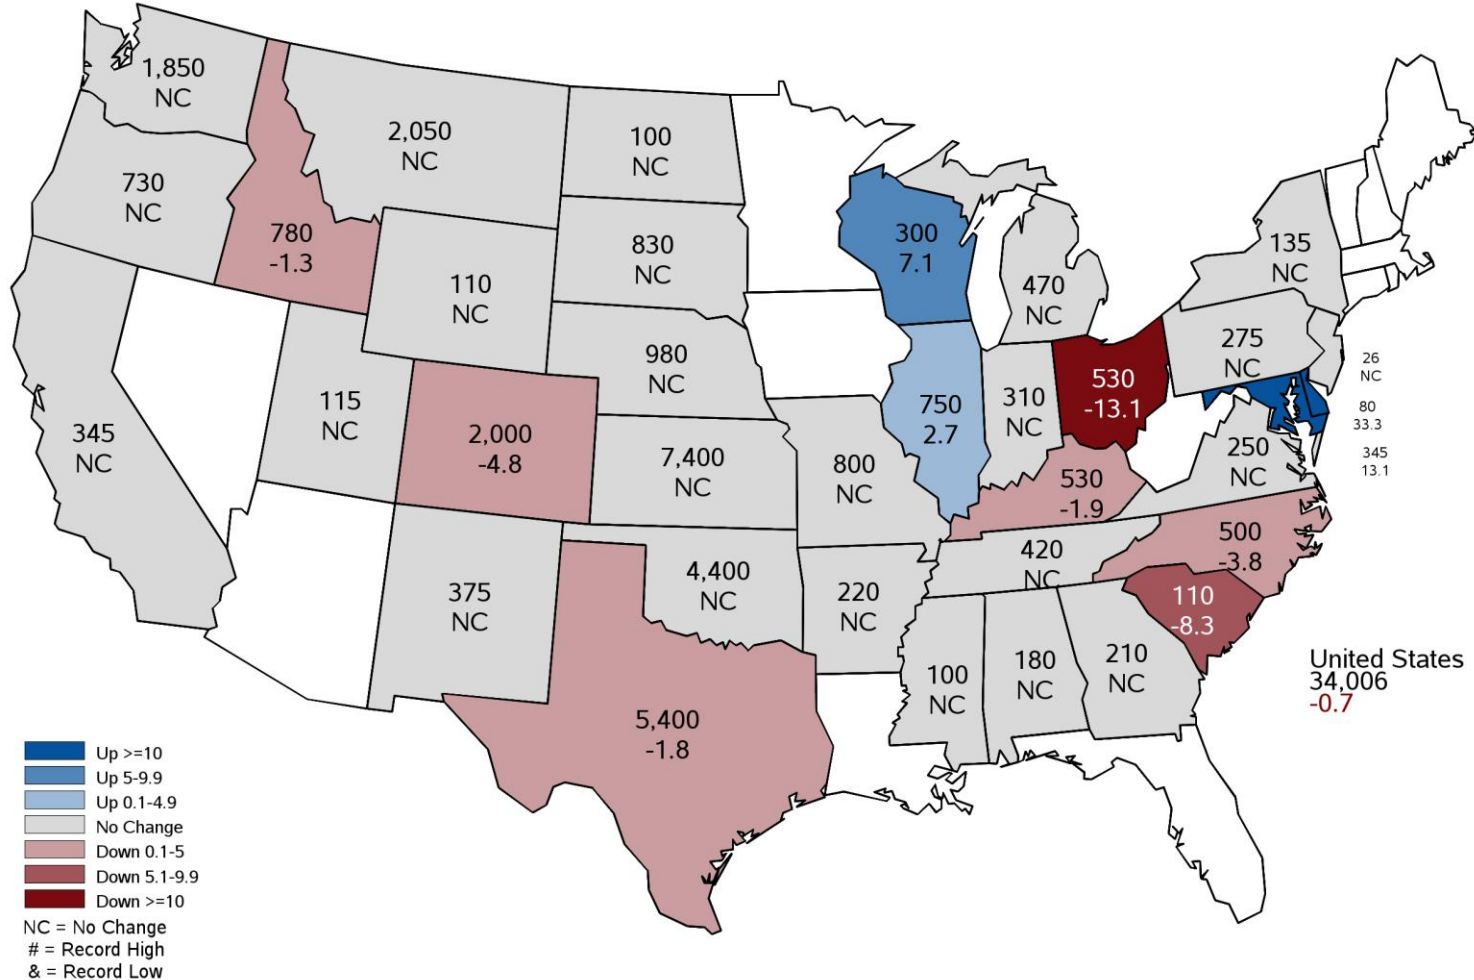 1,850
NC
2,050
NC
100
NC
730
NC
780
-1.3
830
NC
300
7.1
135
NC
110
NC
470
NC
980
NC
275
NC
26
NC
345
NC
115
NC
2,000
-4.8
7,400
NC
800
NC
750
2.7
310
NC
530
-13.1
80
33.3
250
NC
345
13.1
530
-1.9
500
-3.8
420
NC
375
NC
4,400
NC
220
NC
110
-8.3
100
NC
180
NC
210
NC
5,400
-1.8
United States
34,006
-0.7
Up >=10
Up 5-9.9
Up 0.1-4.9
No Change
Down 0.1-5
Down 5.1-9.9
Down >=10
NC = No Change
# = Record High
& = Record Low